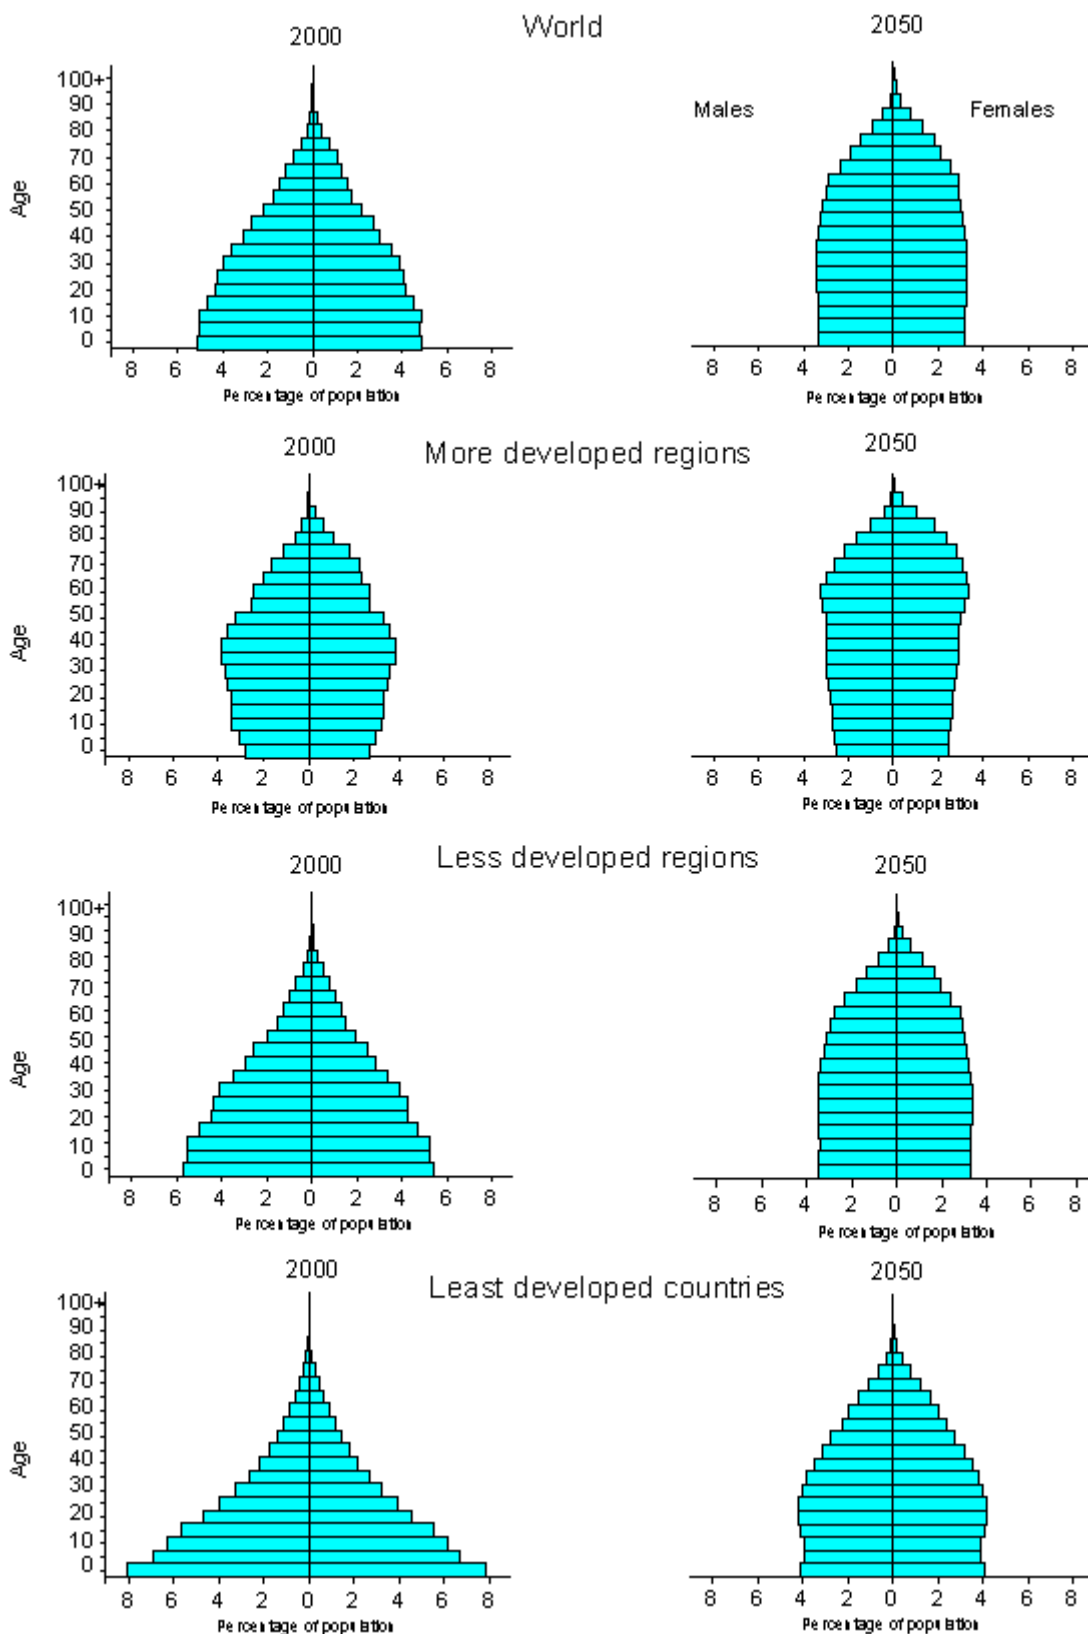 World
2000
2050
Males
Females
Age
100+
90
80
70
60
50
40
30
20
10
0
8 6 4 2 0 2 4 6 8
Percentage of population
8 6 4 2 0 2 4 6 8
Percentage of population
More developed regions
2000
2050
Age
100+
90
80
70
60
50
40
30
20
10
0
8 6 4 2 0 2 4 6 8
Percentage of population
8 6 4 2 0 2 4 6 8
Percentage of population
Less developed regions
2000
2050
Age
100+
90
80
70
60
50
40
30
20
10
0
8 6 4 2 0 2 4 6 8
Percentage of population
8 6 4 2 0 2 4 6 8
Percentage of population
Least developed countries
2000
2050
Age
100+
90
80
70
60
50
40
30
20
10
0
8 6 4 2 0 2 4 6 8
Percentage of population
8 6 4 2 0 2 4 6 8
Percentage of population